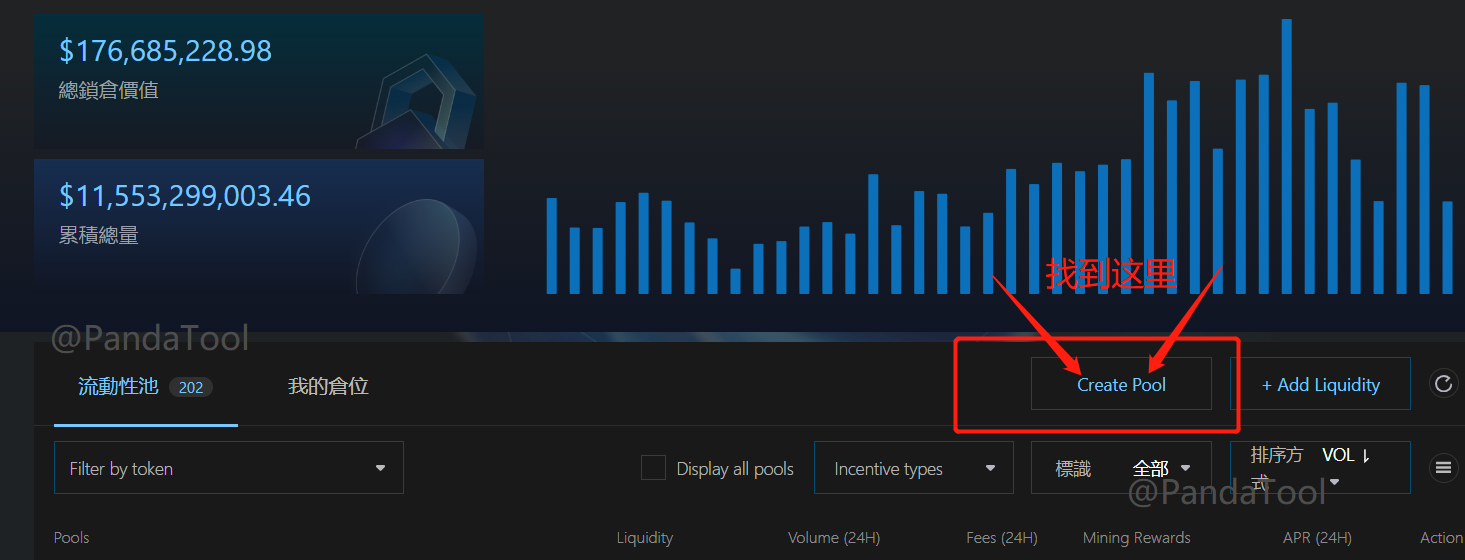 $176,685,228.98
總鎖倉價值
$11,553,299,003.46
累積總量
找到这里
@PandaTool
流動性池 202 我的倉位 Create Pool + Add Liquidity
Filter by token Display all pools Incentive types 標識 全部 排序方式 VOL
@PandaTool
Pools Liquidity Volume (24H) Fees (24H) Mining Rewards APR (24H) Action